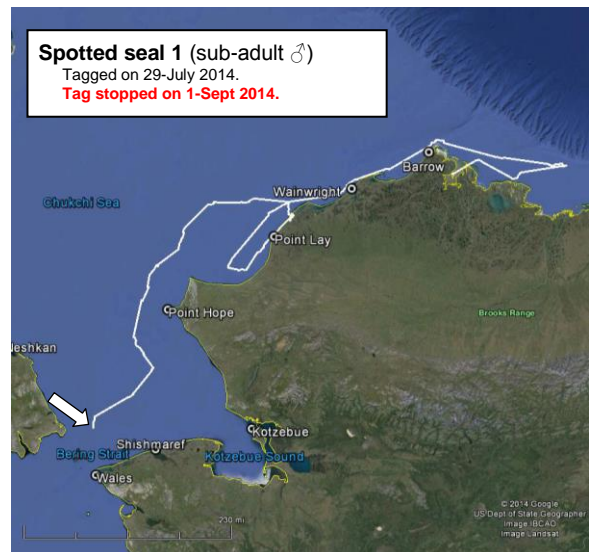 Spotted seal 1 (sub-adult ♂)
Tagged on 29-July 2014.
Tag stopped on 1-Sept 2014.
Barrow
Wainwright
Chukchi Sea
Point Lay
Point Hope
Brooks Range
Neshkan
Kotzebue
Shishmaref
Bering Strait
Kotzebue Sound
Wales
© 2014 Google
US Dept of State Geographer
Image IBCAO
Image Landsat
230 mi